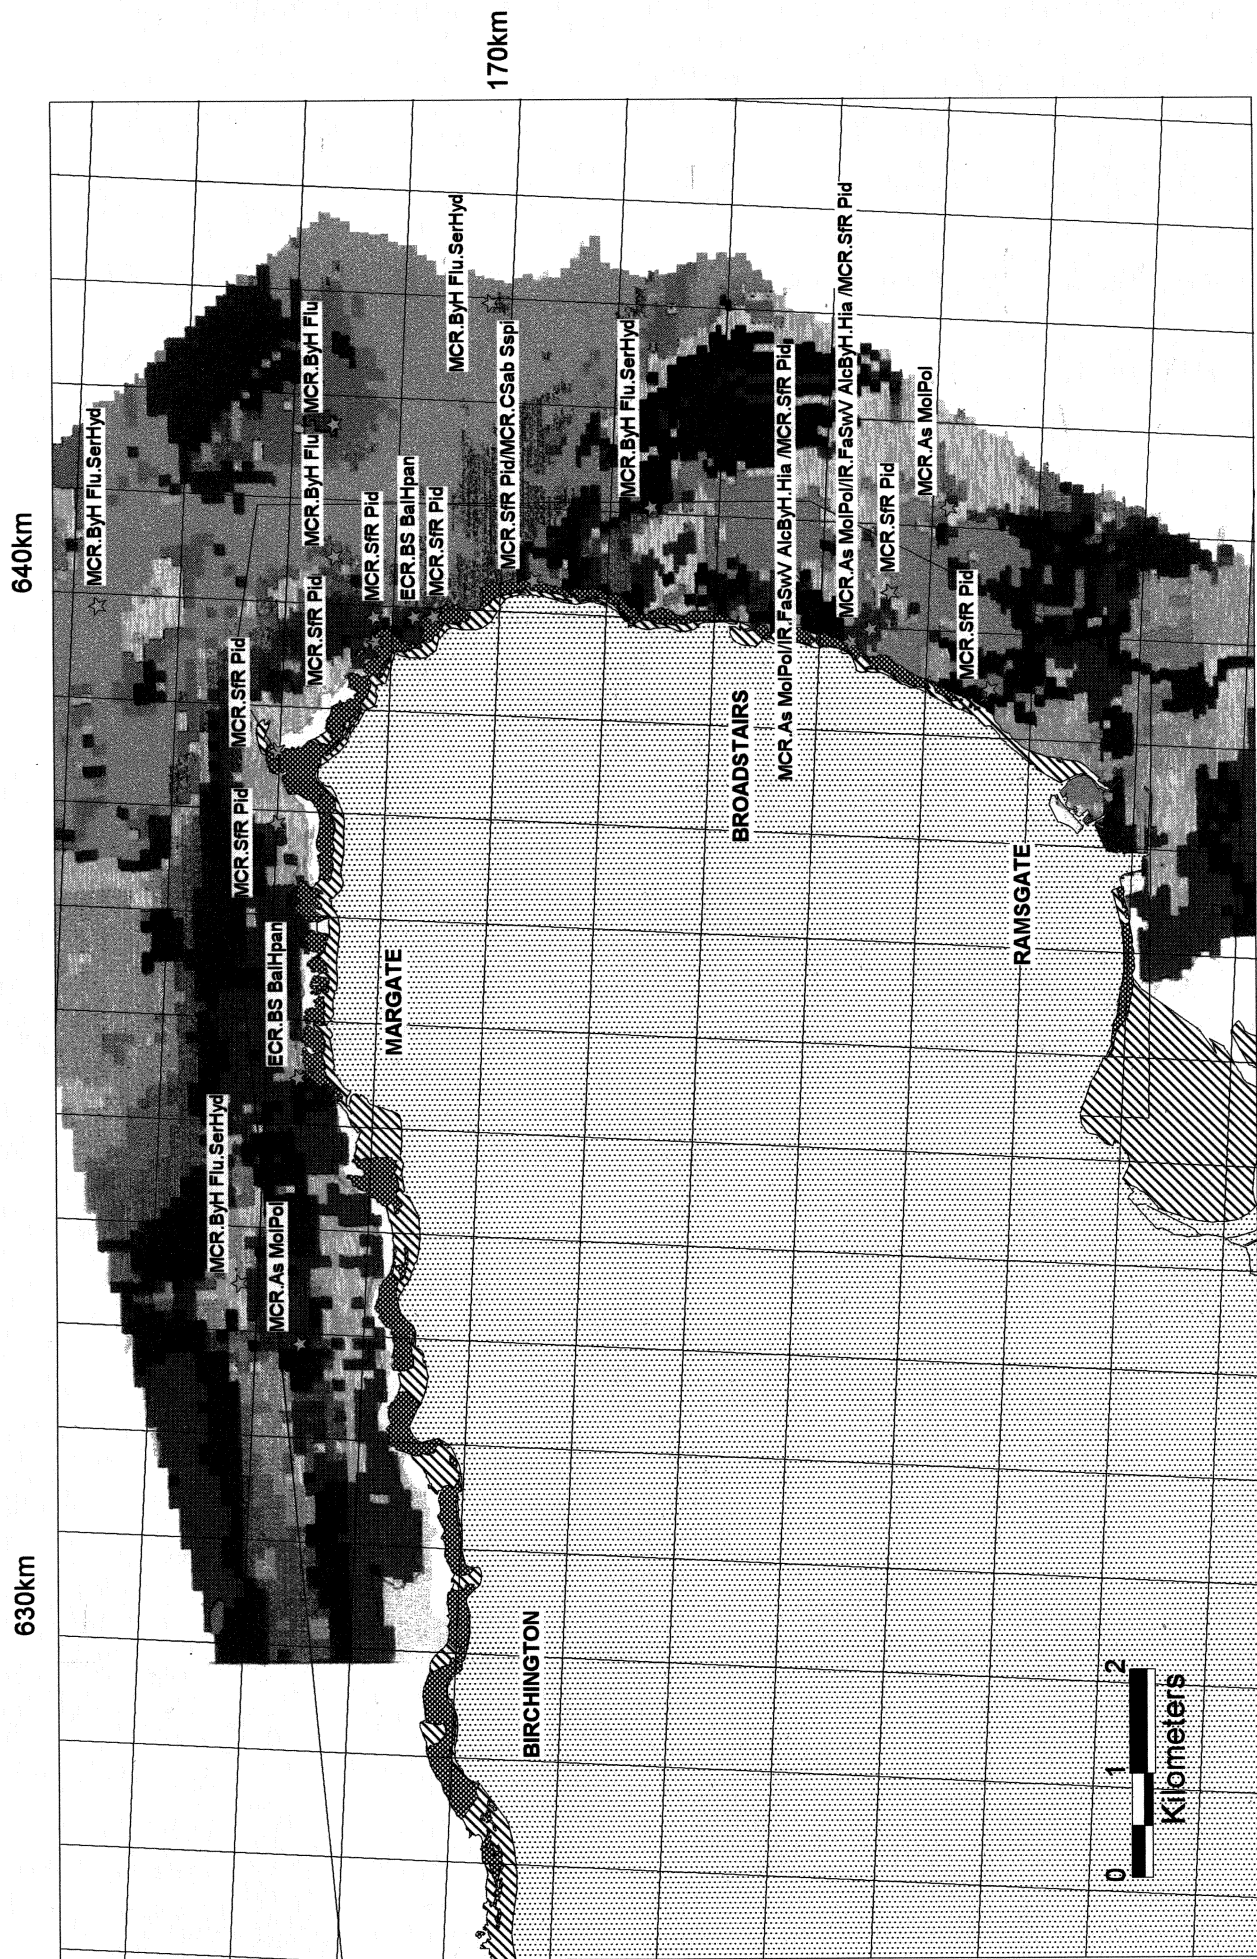 630km
640km
170km
MCR.ByH Flu.SerHyd
MCR.As MolPol
ECR.BS BalHpan
MCR.SfR Pid
MCR.SfR Pid
MCR.ByH Flu.SerHyd
MCR.SfR Pid
MCR.ByH Flu
MCR.ByH Flu
MCR.SfR Pid
ECR.BS BalHpan
MCR.SfR Pid
MCR.ByH Flu.SerHyd
MCR.SfR Pid/MCR.CSab Sspi
MCR.ByH Flu.SerHyd
MCR.As MolPol/IR.FaSwV AlcByH.Hia /MCR.SfR Pid
MCR.As MolPol/IR.FaSwV AlcByH.Hia /MCR.SfR Pid
MCR.SfR Pid
MCR.As MolPol
MCR.SfR Pid
MARGATE
BIRCHINGTON
BROADSTAIRS
RAMSGATE
0 1 2
Kilometers